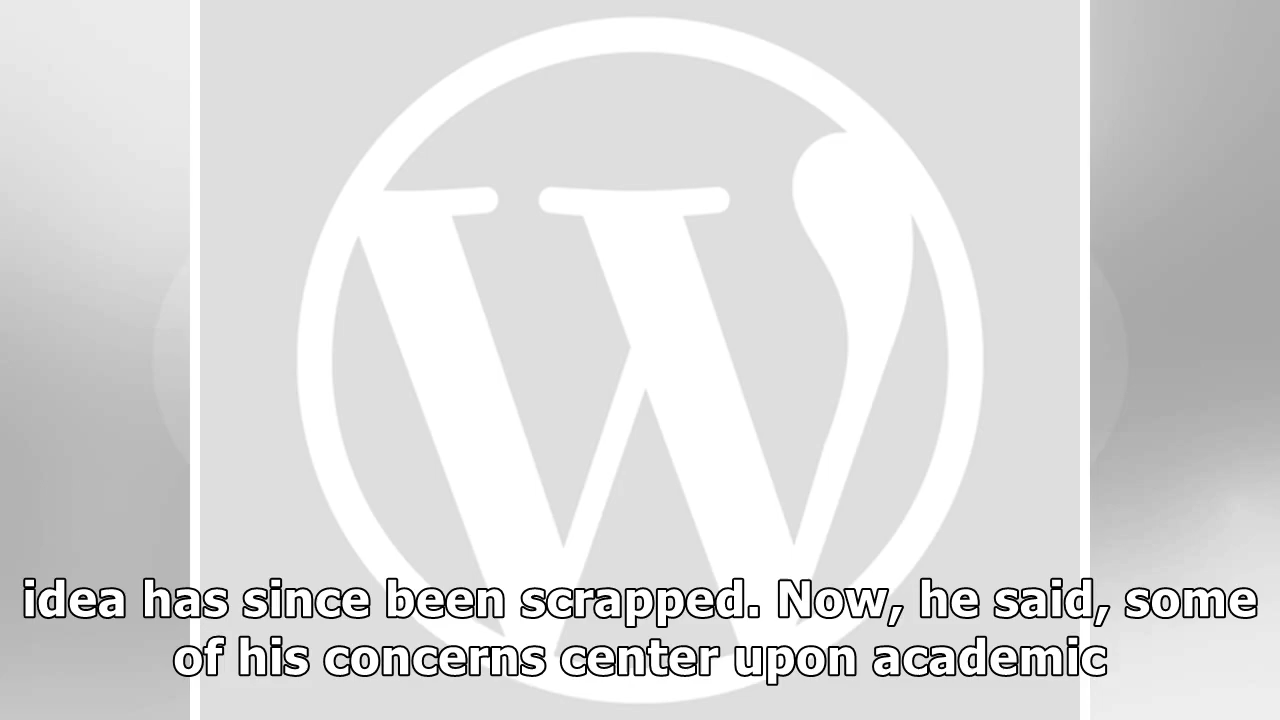 W
idea has since been scrapped. Now, he said, some
of his concerns center upon academic